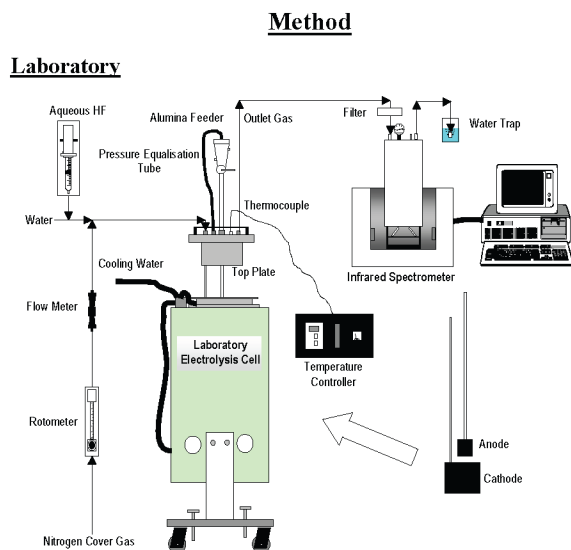 Method
Laboratory
Aqueous HF
Alumina Feeder
Outlet Gas
Filter
Water Trap
Pressure Equalisation
Tube
Thermocouple
Water
Top Plate
Infrared Spectrometer
Cooling Water
Flow Meter
Laboratory
Electrolysis Cell
Temperature
Controller
Rotometer
Anode
Cathode
Nitrogen Cover Gas